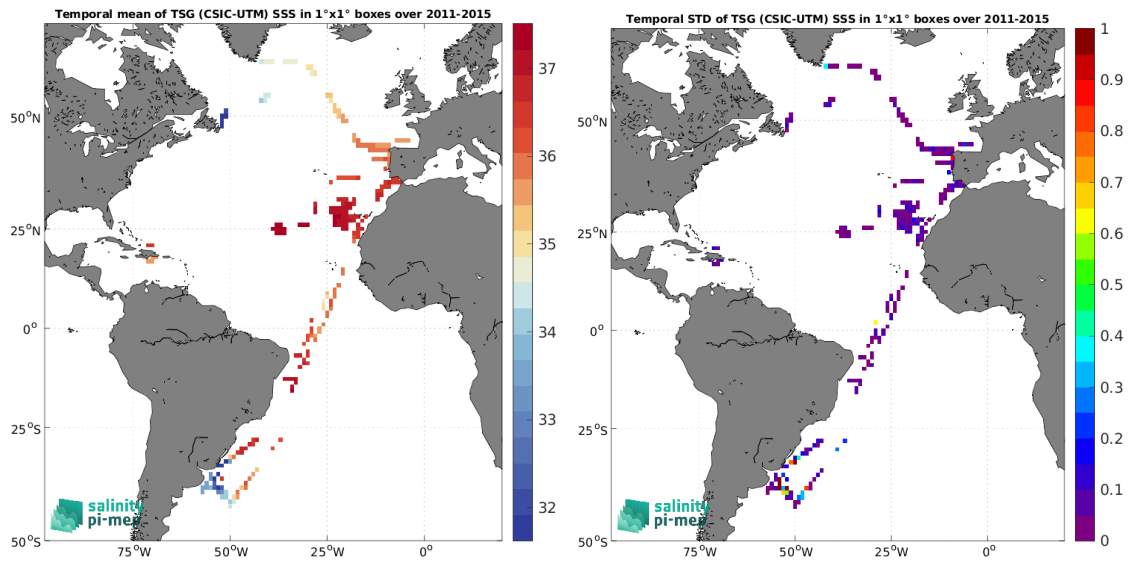 Temporal mean of TSG (CSIC-UTM) SSS in 1°x1° boxes over 2011-2015
50°N
25°N
0°
25°S
50°S
75°W
50°W
25°W
0°
37
36
35
34
33
32
salinity
pi-mep
Temporal STD of TSG (CSIC-UTM) SSS in 1°x1° boxes over 2011-2015
50°N
25°N
0°
25°S
50°S
75°W
50°W
25°W
0°
1
0.9
0.8
0.7
0.6
0.5
0.4
0.3
0.2
0.1
0
salinity
pi-mep